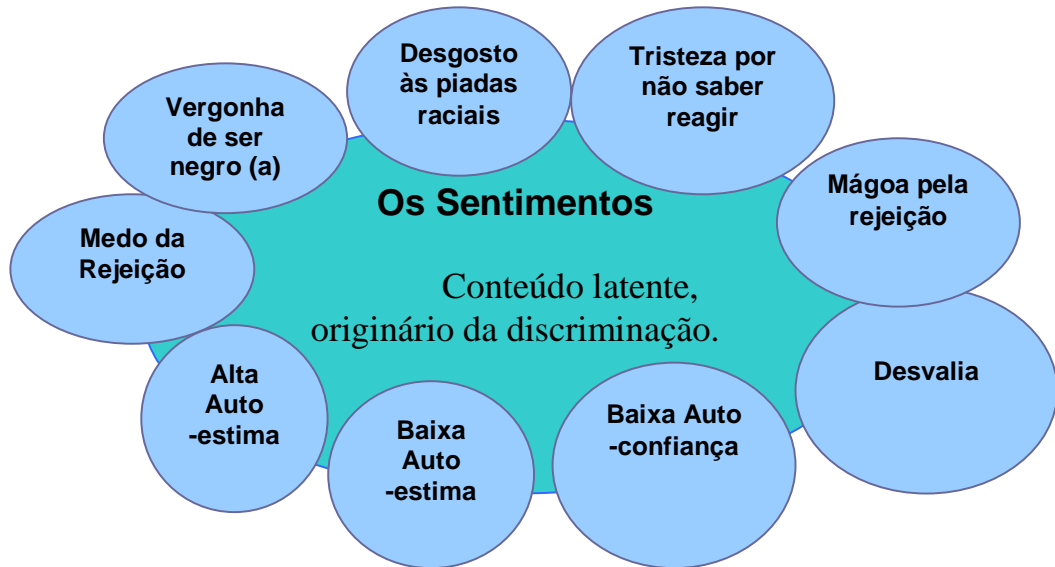 Desgosto
às piadas
raciais
Tristeza por
não saber
reagir
Vergonha
de ser
negro (a)
Mágoa pela
rejeição
Os Sentimentos
Medo da
Rejeição
Conteúdo latente,
originário da discriminação.
Desvalia
Alta
Auto
-estima
Baixa
Auto
-estima
Baixa Auto
-confiança